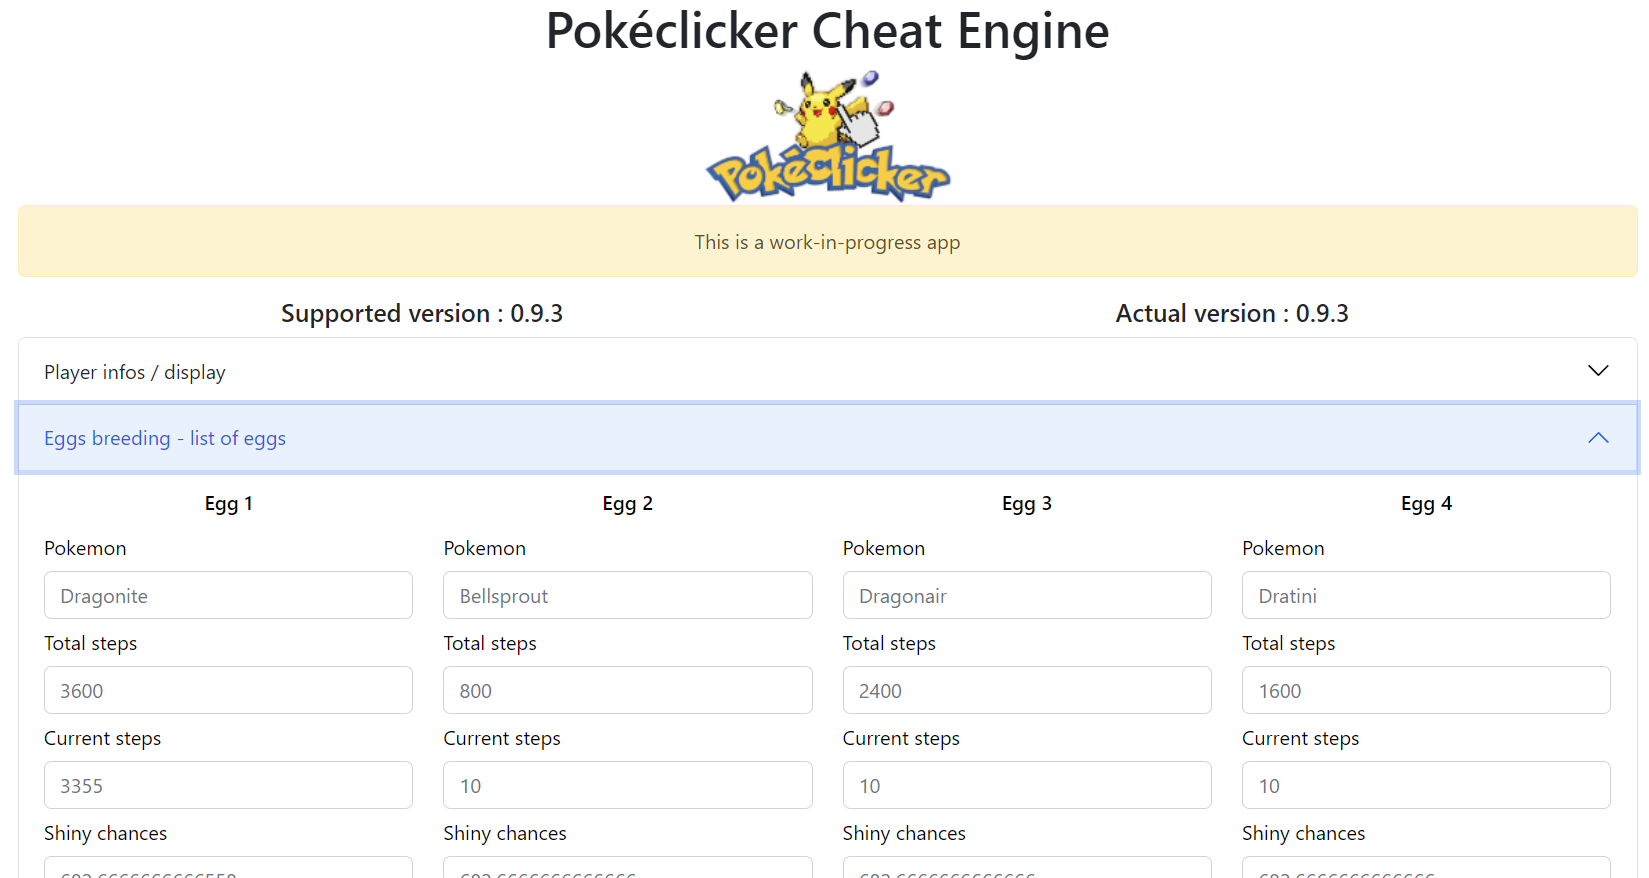 Pokéclicker Cheat Engine
PokéClicker
This is a work-in-progress app
Supported version : 0.9.3 Actual version : 0.9.3
Player infos / display
Eggs breeding - list of eggs
Egg 1 Egg 2 Egg 3 Egg 4
Pokemon Pokemon Pokemon Pokemon
Dragonite Bellsprout Dragonair Dratini
Total steps Total steps Total steps Total steps
3600 800 2400 1600
Current steps Current steps Current steps Current steps
3355 10 10 10
Shiny chances Shiny chances Shiny chances Shiny chances